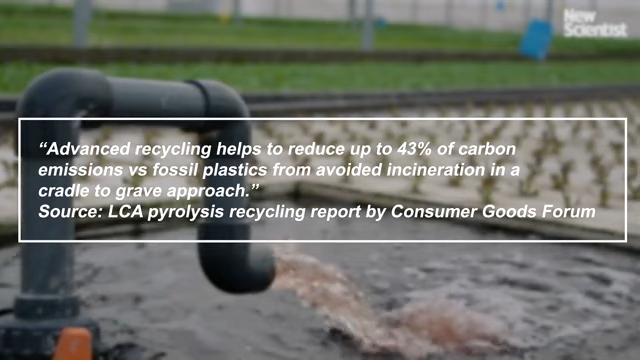 New
Scientist
“Advanced recycling helps to reduce up to 43% of carbon
emissions vs fossil plastics from avoided incineration in a
cradle to grave approach.”
Source: LCA pyrolysis recycling report by Consumer Goods Forum